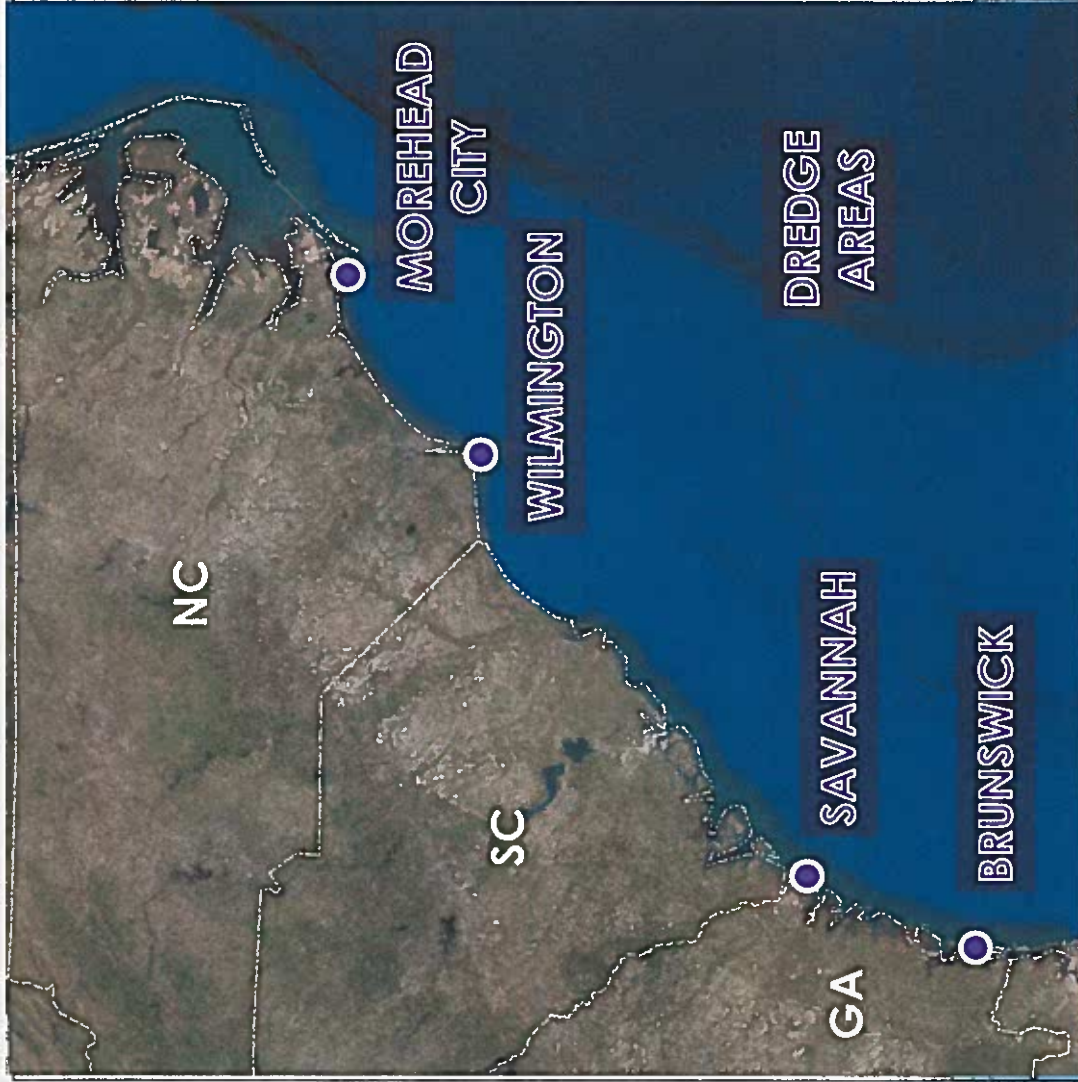 NC
MOREHEAD
CITY
WILMINGTON
SC
DREDGE
AREAS
SAVANNAH
GA
BRUNSWICK